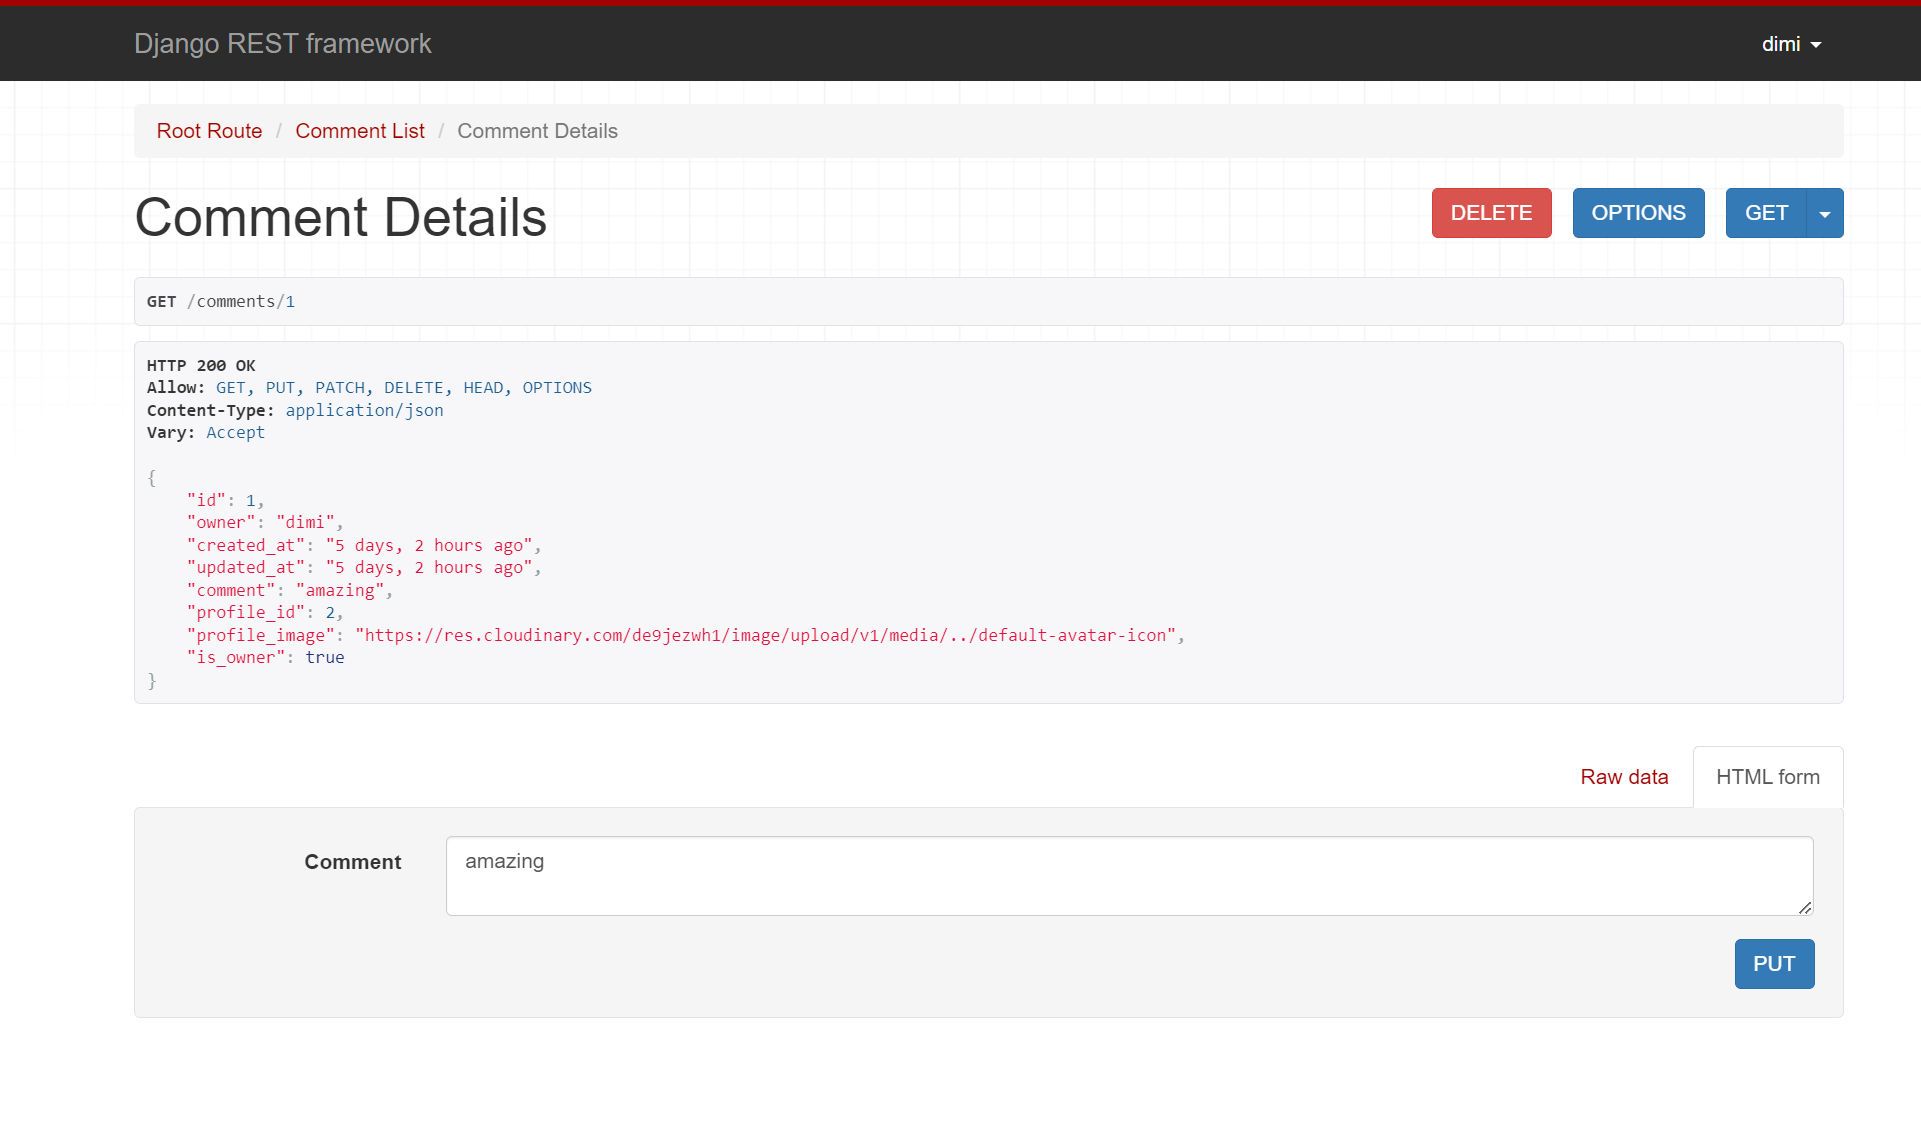 Django REST framework
dimi
Root Route / Comment List / Comment Details
Comment Details
DELETE
OPTIONS
GET
GET /comments/1
HTTP 200 OK
Allow: GET, PUT, PATCH, DELETE, HEAD, OPTIONS
Content-Type: application/json
Vary: Accept
{
    "id": 1,
    "owner": "dimi",
    "created_at": "5 days, 2 hours ago",
    "updated_at": "5 days, 2 hours ago",
    "comment": "amazing",
    "profile_id": 2,
    "profile_image": "https://res.cloudinary.com/de9jezwh1/image/upload/v1/media/../default-avatar-icon",
    "is_owner": true
}
Raw data
HTML form
Comment
amazing
PUT